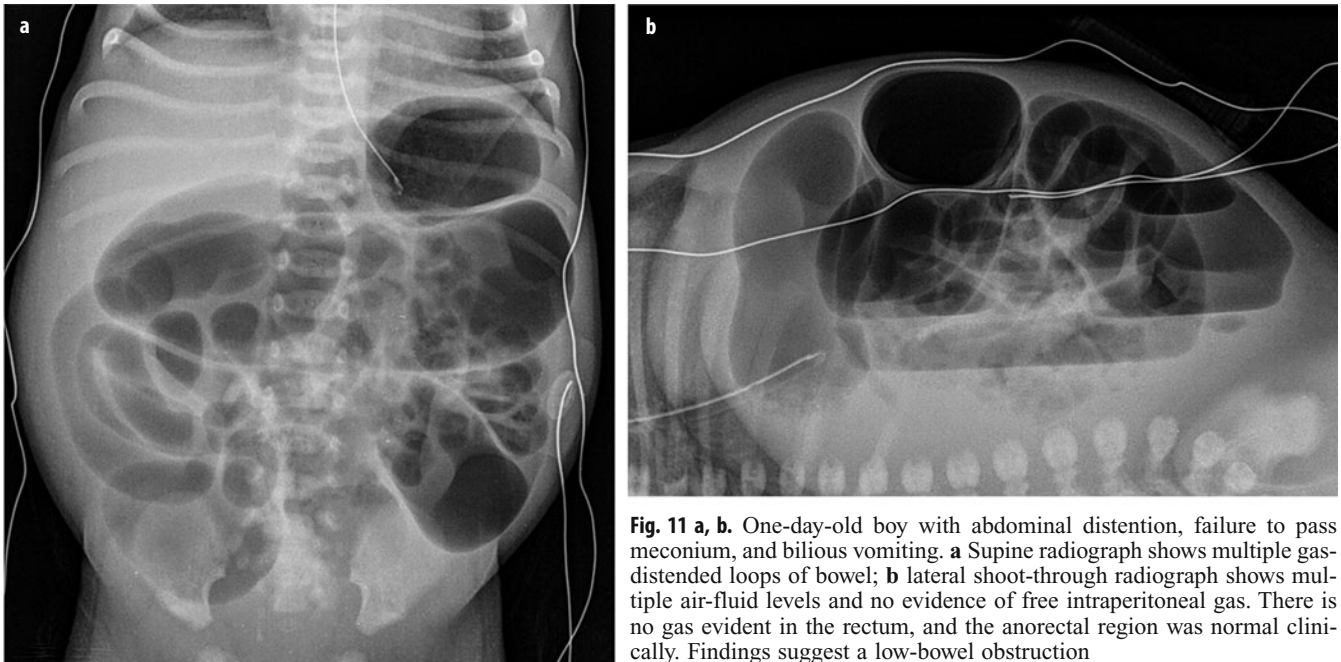 a
b
Fig. 11 a, b. One-day-old boy with abdominal distention, failure to pass
meconium, and bilious vomiting. a Supine radiograph shows multiple gas-
distended loops of bowel; b lateral shoot-through radiograph shows mul-
tiple air-fluid levels and no evidence of free intraperitoneal gas. There is
no gas evident in the rectum, and the anorectal region was normal clini-
cally. Findings suggest a low-bowel obstruction